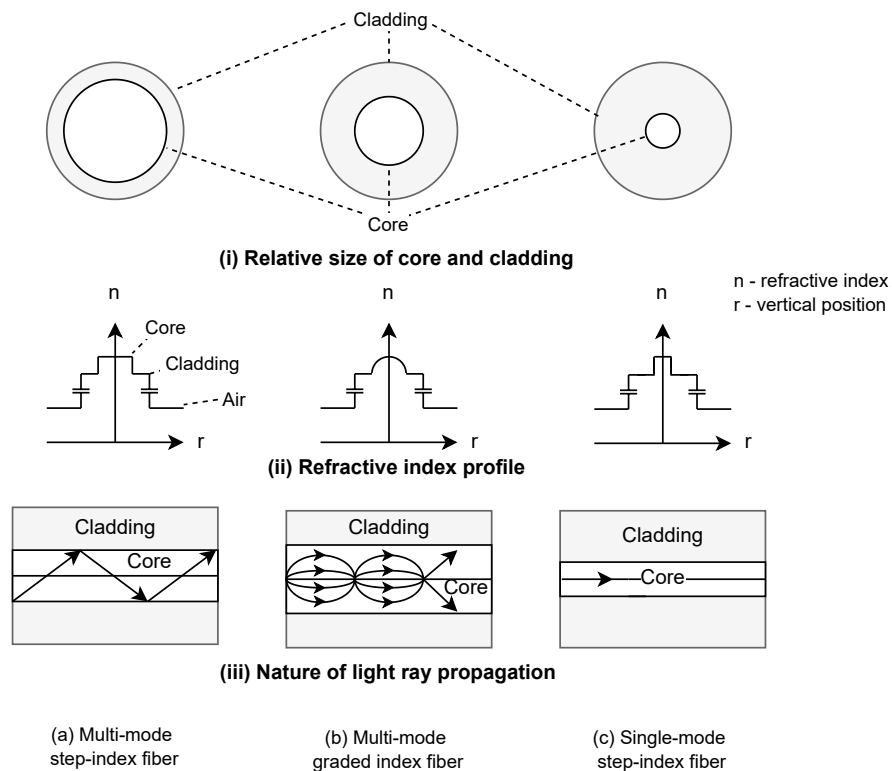 Cladding
Core
(i) Relative size of core and cladding
n - refractive index
r - vertical position
n
n
n
Core
Cladding
Air
r
r
r
(ii) Refractive index profile
Cladding
Core
Cladding
Core
Cladding
Core
(iii) Nature of light ray propagation
(a) Multi-mode
step-index fiber
(b) Multi-mode
graded index fiber
(c) Single-mode
step-index fiber